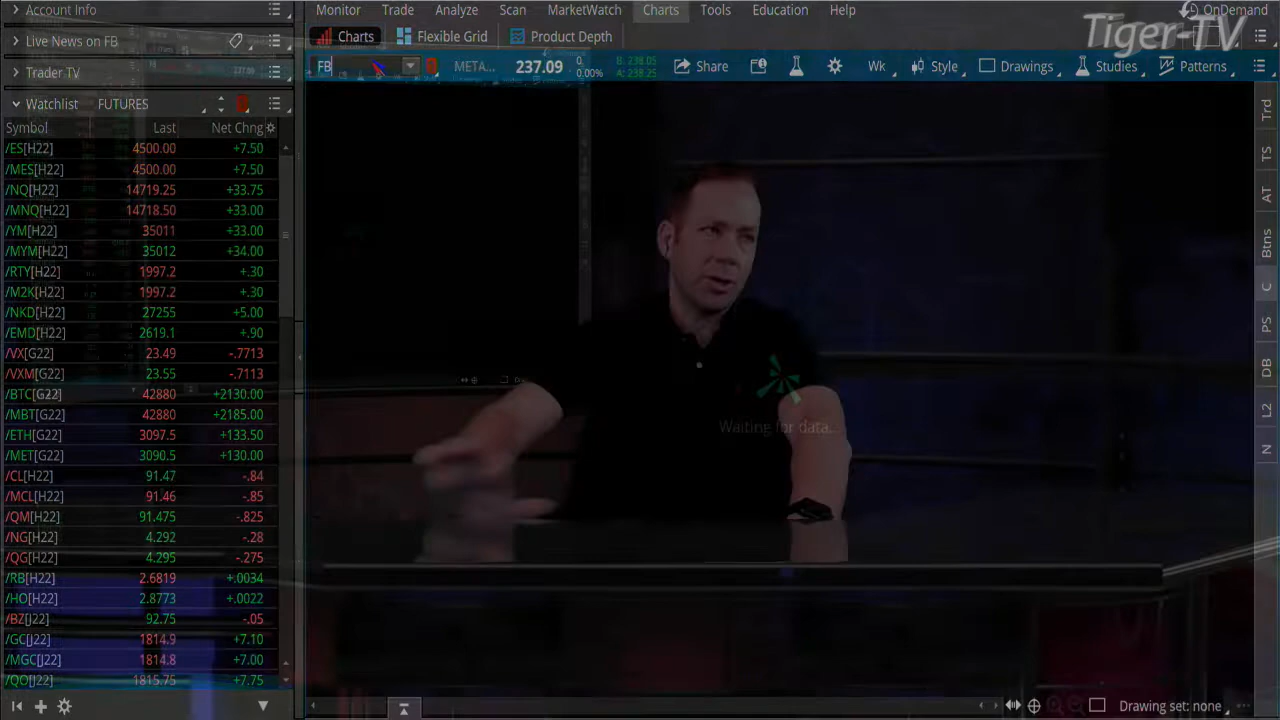 Account Info
Live News on FB
Trader TV
Watchlist FUTURES
Symbol Last Net Chng
/ES[H22] 4500.00 +7.50
/MES[H22] 4500.00 +7.50
/NQ[H22] 14719.25 +33.75
/MNQ[H22] 14718.50 +33.00
/YM[H22] 35011 +33.00
/MYM[H22] 35012 +34.00
/RTY[H22] 1997.2 +.30
/M2K[H22] 1997.2 +.30
/NKD[H22] 27255 +5.00
/EMD[H22] 2619.1 +.90
/VX[G22] 23.49 -.7713
/VXM[G22] 23.55 -.7113
/BTC[G22] 42880 +2130.00
/MBT[G22] 42880 +2185.00
/ETH[G22] 3097.5 +133.50
/MET[G22] 3090.5 +130.00
/CL[H22] 91.47 -.84
/MCL[H22] 91.46 -.85
/QM[H22] 91.475 -.825
/NG[H22] 4.292 -.28
/QG[H22] 4.295 -.275
/RB[H22] 2.6819 +.0034
/HO[H22] 2.8773 +.0022
/BZ[J22] 92.75 -.05
/GC[J22] 1814.9 +7.10
/MGC[J22] 1814.8 +7.00
/QO[J22] 1815.75 +7.75
Monitor Trade Analyze Scan MarketWatch Charts Tools Education Help
OnDemand
Tiger-TV
Charts Flexible Grid Product Depth
FB META... 237.09 0.00% B: 238.05 A: 238.25 Share Wk Style Drawings Studies Patterns
Waiting for data...
Trd
TS
AT
Btns
C
PS
DB
L2
N
Drawing set: none